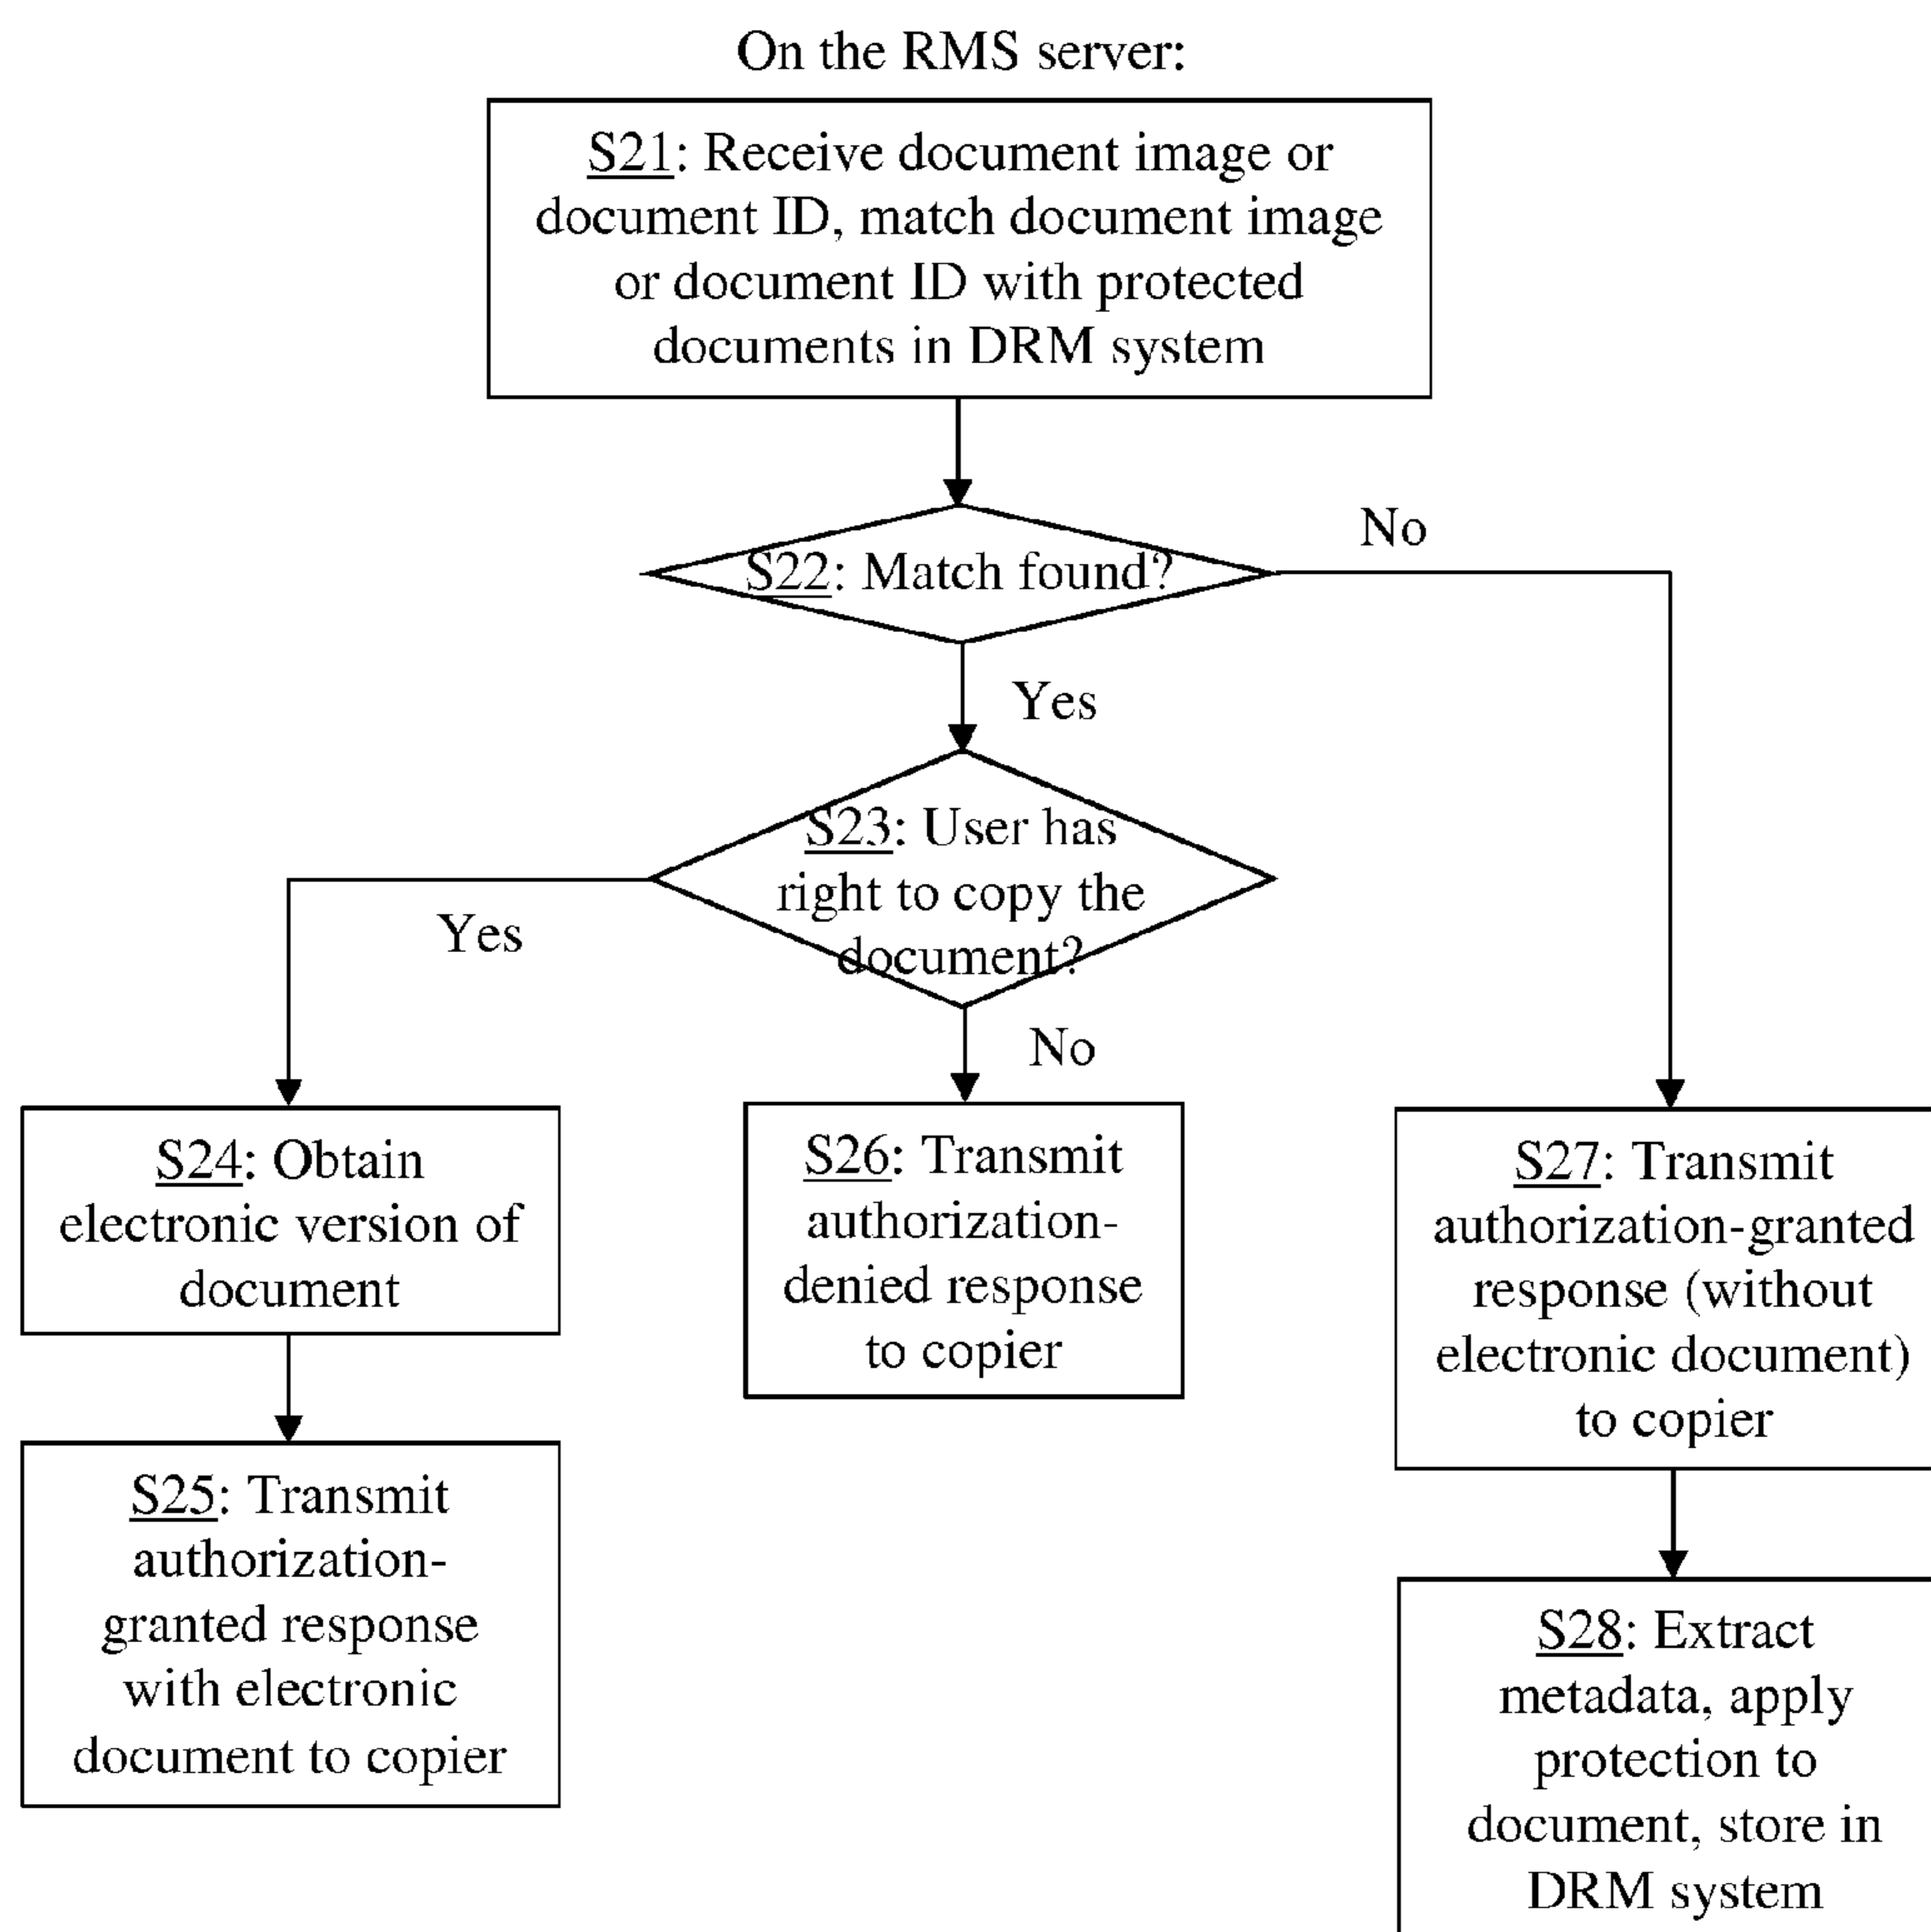 On the RMS server:
S21: Receive document image or
document ID, match document image
or document ID with protected
documents in DRM system
S22: Match found?
No
Yes
S23: User has
right to copy the
document?
Yes
No
S24: Obtain
electronic version of
document
S25: Transmit
authorization-
granted response
with electronic
document to copier
S26: Transmit
authorization-
denied response
to copier
S27: Transmit
authorization-granted
response (without
electronic document)
to copier
S28: Extract
metadata, apply
protection to
document, store in
DRM system